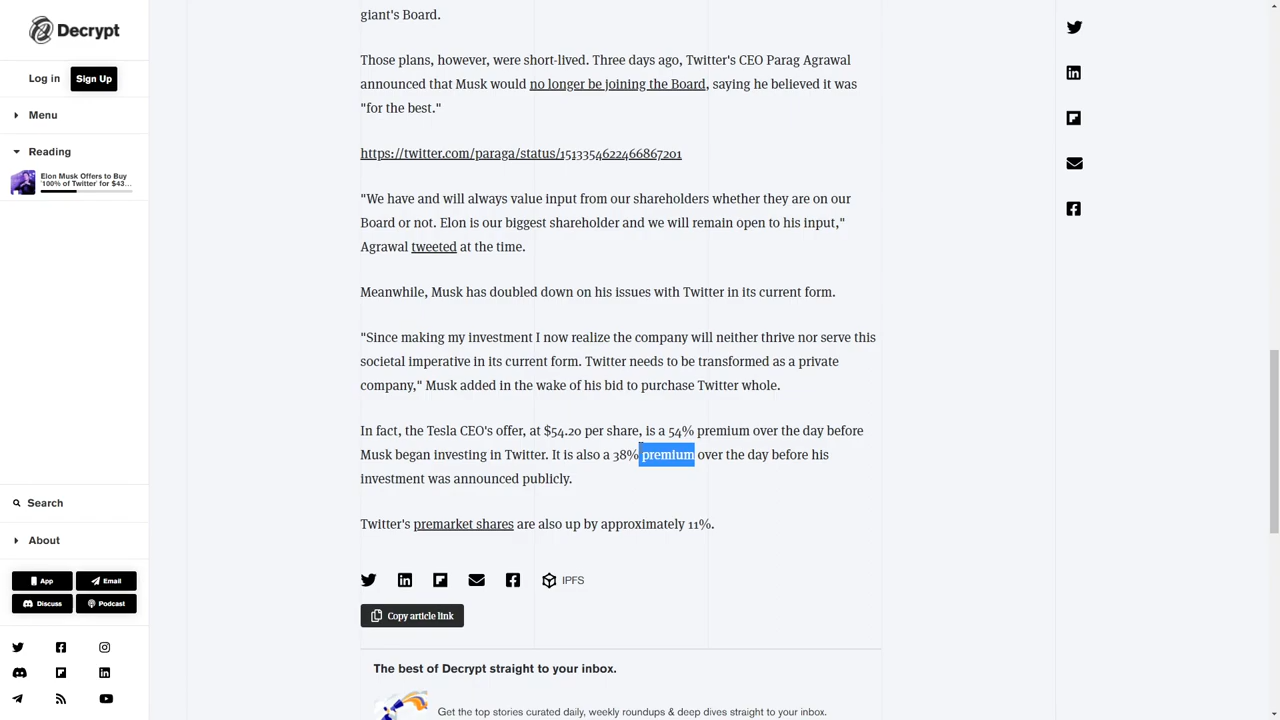 Decrypt
Log in
Sign Up
Menu
Reading
Elon Musk Offers to Buy
'100% of Twitter' for $43...
Search
About
App
Email
Discuss
Podcast
giant's Board.
Those plans, however, were short-lived. Three days ago, Twitter's CEO Parag Agrawal
announced that Musk would no longer be joining the Board, saying he believed it was
"for the best."
https://twitter.com/paraga/status/1513354622466867201
"We have and will always value input from our shareholders whether they are on our
Board or not. Elon is our biggest shareholder and we will remain open to his input,"
Agrawal tweeted at the time.
Meanwhile, Musk has doubled down on his issues with Twitter in its current form.
"Since making my investment I now realize the company will neither thrive nor serve this
societal imperative in its current form. Twitter needs to be transformed as a private
company," Musk added in the wake of his bid to purchase Twitter whole.
In fact, the Tesla CEO's offer, at $54.20 per share, is a 54% premium over the day before
Musk began investing in Twitter. It is also a 38% premium over the day before his
investment was announced publicly.
Twitter's premarket shares are also up by approximately 11%.
IPFS
Copy article link
The best of Decrypt straight to your inbox.
Get the top stories curated daily, weekly roundups & deep dives straight to your inbox.